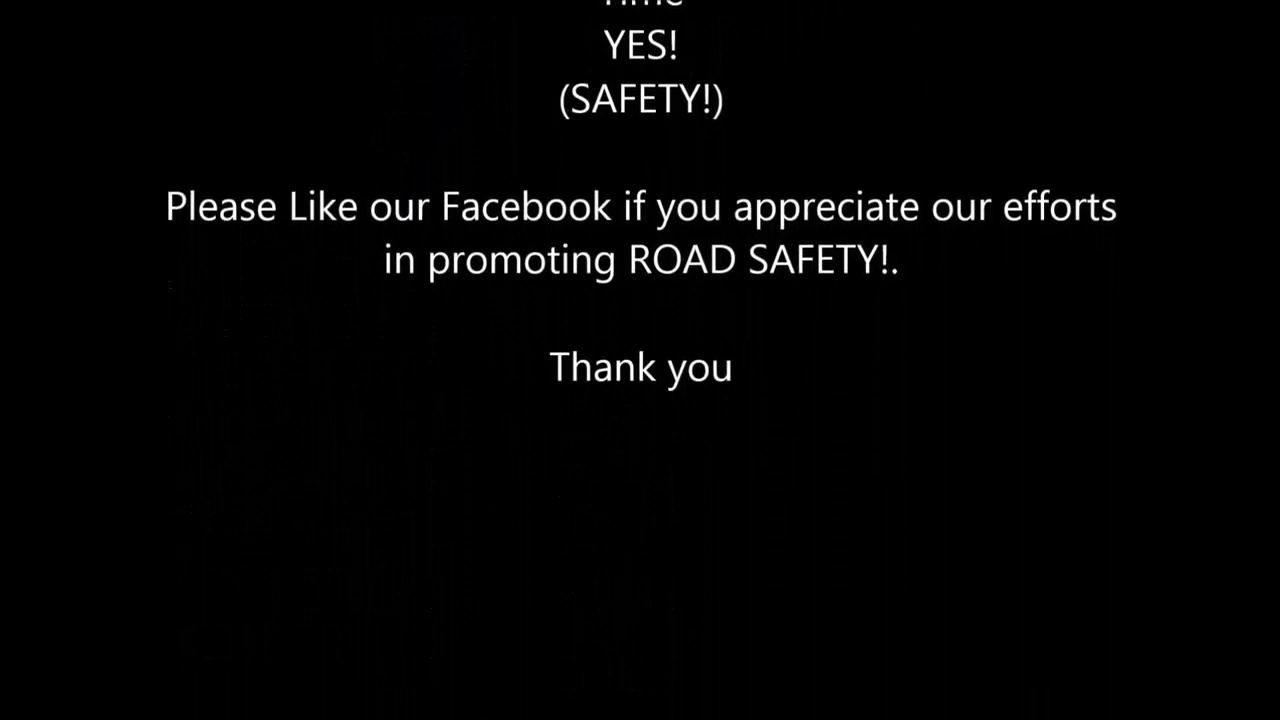 YES!
(SAFETY!)
Please Like our Facebook if you appreciate our efforts
in promoting ROAD SAFETY!.
Thank you